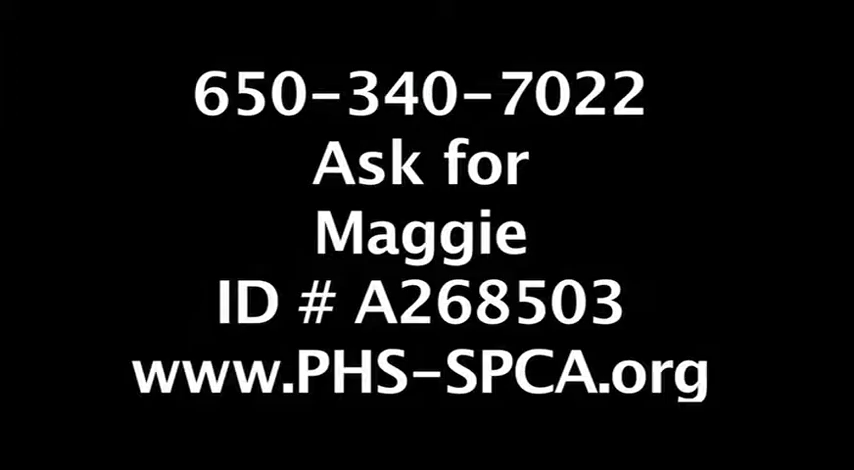 650-340-7022
Ask for
Maggie
ID # A268503
www.PHS-SPCA.org